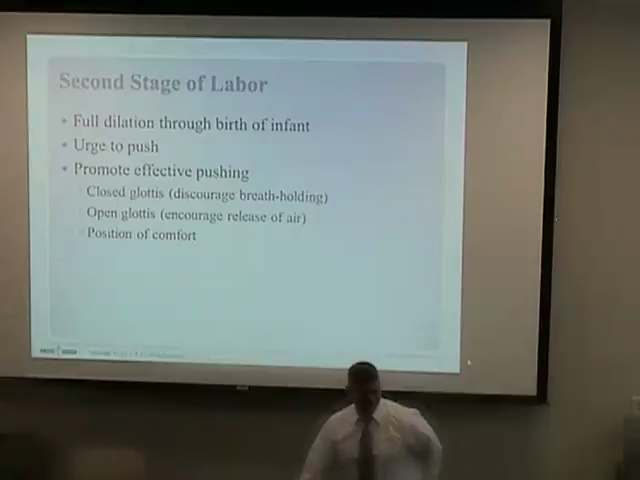 Second Stage of Labor
Full dilation through birth of infant
Urge to push
Promote effective pushing
Closed glottis (discourage breath-holding)
Open glottis (encourage release of air)
Position of comfort